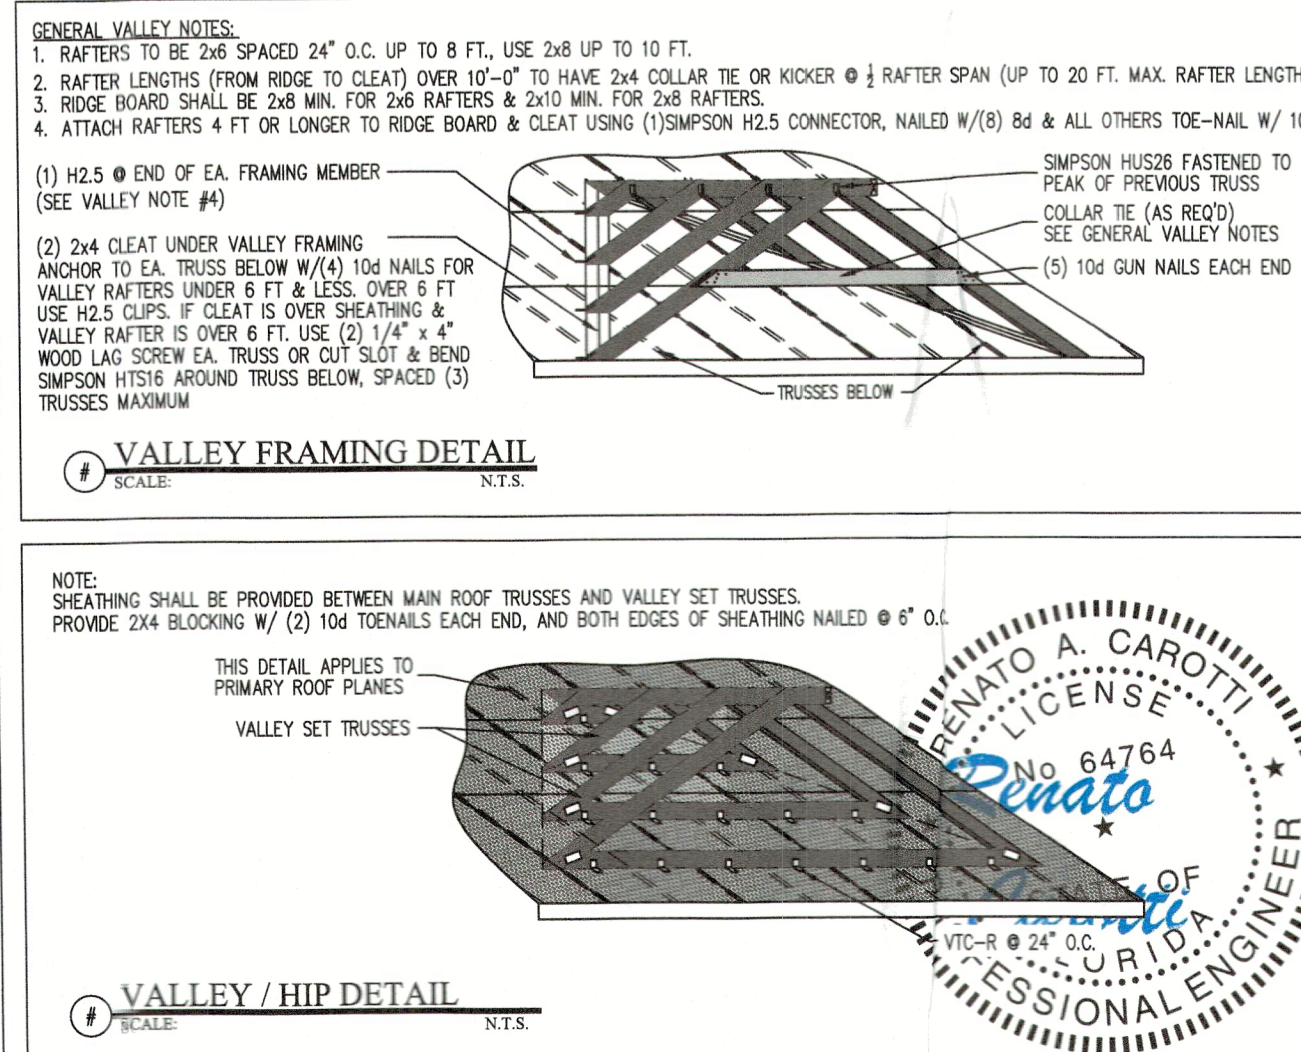 GENERAL VALLEY NOTES:
1. RAFTERS TO BE 2x6 SPACED 24" O.C. UP TO 8 FT., USE 2x8 UP TO 10 FT.
2. RAFTER LENGTHS (FROM RIDGE TO CLEAT) OVER 10'-0" TO HAVE 2x4 COLLAR TIE OR KICKER @ ½ RAFTER SPAN (UP TO 20 FT. MAX. RAFTER LENGTH
3. RIDGE BOARD SHALL BE 2x8 MIN. FOR 2x6 RAFTERS & 2x10 MIN. FOR 2x8 RAFTERS.
4. ATTACH RAFTERS 4 FT OR LONGER TO RIDGE BOARD & CLEAT USING (1)SIMPSON H2.5 CONNECTOR, NAILED W/(8) 8d & ALL OTHERS TOE-NAIL W/
(1) H2.5 @ END OF EA. FRAMING MEMBER
(SEE VALLEY NOTE #4)
(2) 2x4 CLEAT UNDER VALLEY FRAMING
ANCHOR TO EA. TRUSS BELOW W/(4) 10d NAILS FOR
VALLEY RAFTERS UNDER 6 FT & LESS. OVER 6 FT
USE H2.5 CLIPS. IF CLEAT IS OVER SHEATHING &
VALLEY RAFTER IS OVER 6 FT. USE (2) 1/4" x 4"
WOOD LAG SCREW EA. TRUSS OR CUT SLOT & BEND
SIMPSON HTS16 AROUND TRUSS BELOW, SPACED (3)
TRUSSES MAXIMUM
SIMPSON HUS26 FASTENED TO
PEAK OF PREVIOUS TRUSS
COLLAR TIE (AS REQ'D)
SEE GENERAL VALLEY NOTES
(5) 10d GUN NAILS EACH END
TRUSSES BELOW
# VALLEY FRAMING DETAIL
SCALE: N.T.S.
NOTE:
SHEATHING SHALL BE PROVIDED BETWEEN MAIN ROOF TRUSSES AND VALLEY SET TRUSSES.
PROVIDE 2X4 BLOCKING W/ (2) 10d TOENAILS EACH END, AND BOTH EDGES OF SHEATHING NAILED @ 6" O.C.
THIS DETAIL APPLIES TO
PRIMARY ROOF PLANES
VALLEY SET TRUSSES
VTC-R @ 24" O.C.
# VALLEY / HIP DETAIL
SCALE: N.T.S.
RENATO A. CAROTTI
LICENSE
No 64764
Renato
OF
ENGINEER